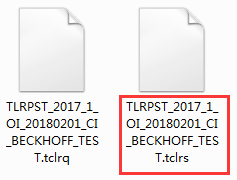 TLRPST_2017_1_
OI_20180201_CI
_BECKHOFF_TES
T.tclrq
TLRPST_2017_1_
OI_20180201_CI
_BECKHOFF_TES
T.tclrs